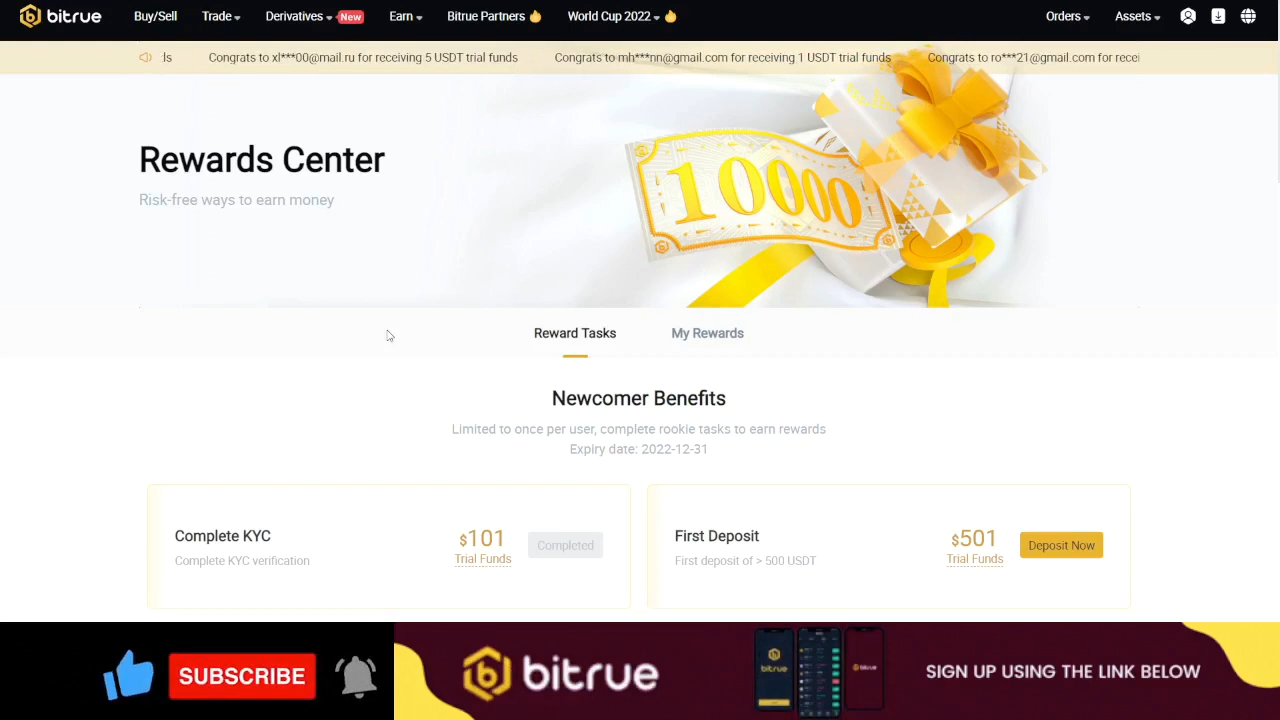 bitrue Buy/Sell Trade Derivatives New Earn Bitrue Partners World Cup 2022 Orders Assets
ds Congrats to xl***00@mail.ru for receiving 5 USDT trial funds Congrats to mh***nn@gmail.com for receiving 1 USDT trial funds Congrats to ro***21@gmail.com for recei
Rewards Center
Risk-free ways to earn money
10000
Reward Tasks My Rewards
Newcomer Benefits
Limited to once per user, complete rookie tasks to earn rewards
Expiry date: 2022-12-31
Complete KYC
Complete KYC verification
$101
Trial Funds
Completed
First Deposit
First deposit of > 500 USDT
$501
Trial Funds
Deposit Now
SUBSCRIBE
bitrue
bitrue
bitrue
SIGN UP USING THE LINK BELOW